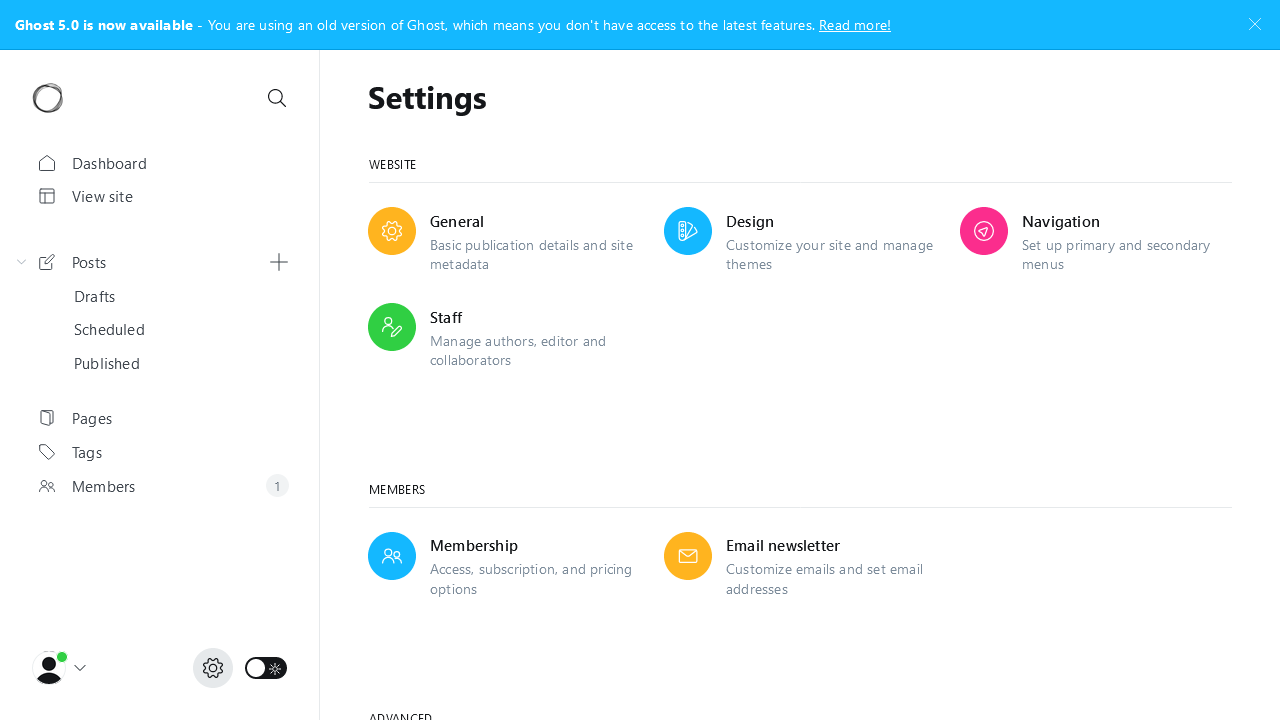 Ghost 5.0 is now available - You are using an old version of Ghost, which means you don't have access to the latest features. Read more!
Dashboard
View site
Posts
Drafts
Scheduled
Published
Pages
Tags
Members
1
Settings
WEBSITE
General
Basic publication details and site
metadata
Design
Customize your site and manage
themes
Navigation
Set up primary and secondary
menus
Staff
Manage authors, editor and
collaborators
MEMBERS
Membership
Access, subscription, and pricing
options
Email newsletter
Customize emails and set email
addresses
ADVANCED